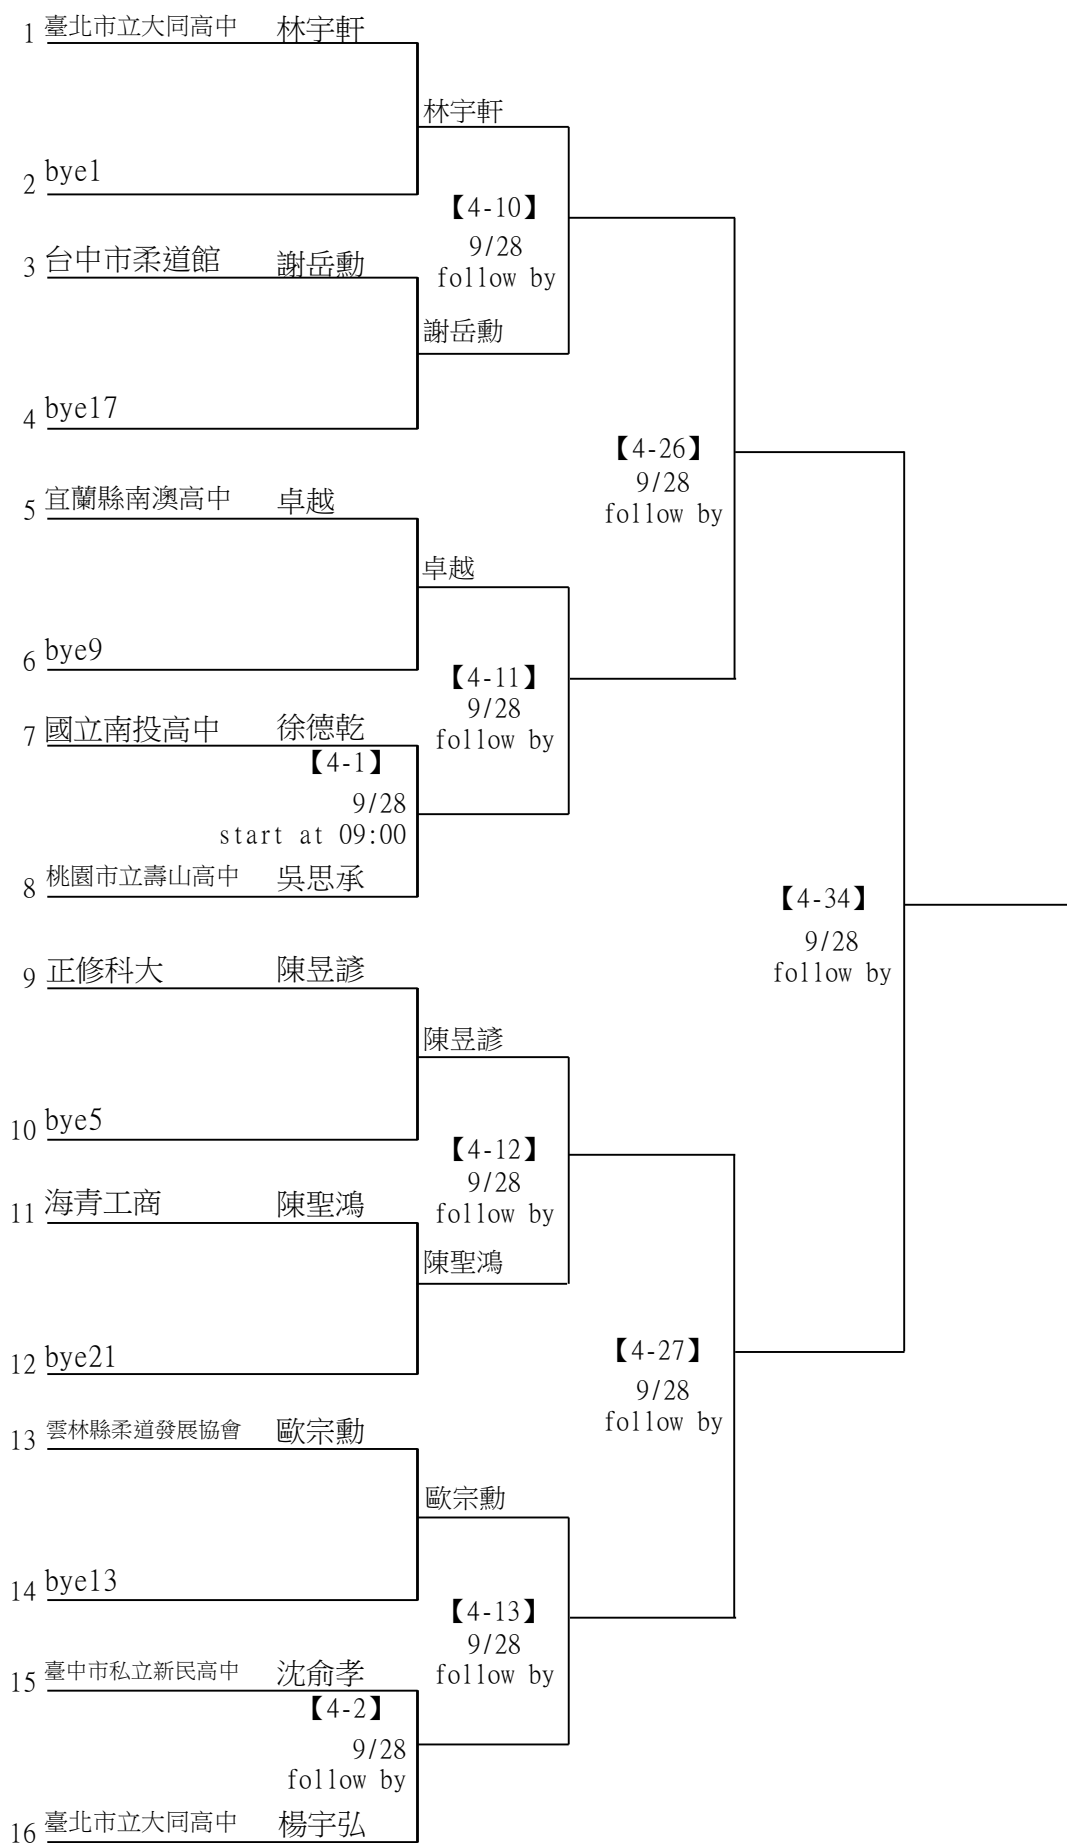 1 臺北市立大同高中 林宇軒
林宇軒
2 bye1
【4-10】
9/28
follow by
3 台中市柔道館 謝岳勳
謝岳勳
4 bye17
【4-26】
9/28
follow by
5 宜蘭縣南澳高中 卓越
卓越
6 bye9
【4-11】
9/28
follow by
7 國立南投高中 徐德乾
【4-1】
9/28
start at 09:00
8 桃園市立壽山高中 吳思承
【4-34】
9/28
follow by
9 正修科大 陳昱諺
陳昱諺
10 bye5
【4-12】
9/28
follow by
11 海青工商 陳聖鴻
陳聖鴻
12 bye21
【4-27】
9/28
follow by
13 雲林縣柔道發展協會 歐宗勳
歐宗勳
14 bye13
【4-13】
9/28
follow by
15 臺中市私立新民高中 沈俞孝
【4-2】
9/28
follow by
16 臺北市立大同高中 楊宇弘